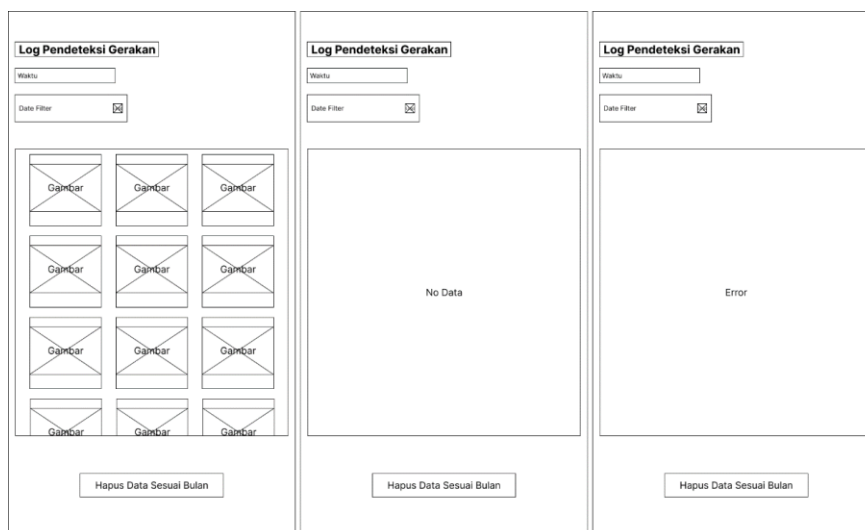 Log Pendeteksi Gerakan
Waktu
Date Filter
Gambar Gambar Gambar
Gambar Gambar Gambar
Gambar Gambar Gambar
Gambar Gambar Gambar
Hapus Data Sesuai Bulan
Log Pendeteksi Gerakan
Waktu
Date Filter
No Data
Hapus Data Sesuai Bulan
Log Pendeteksi Gerakan
Waktu
Date Filter
Error
Hapus Data Sesuai Bulan